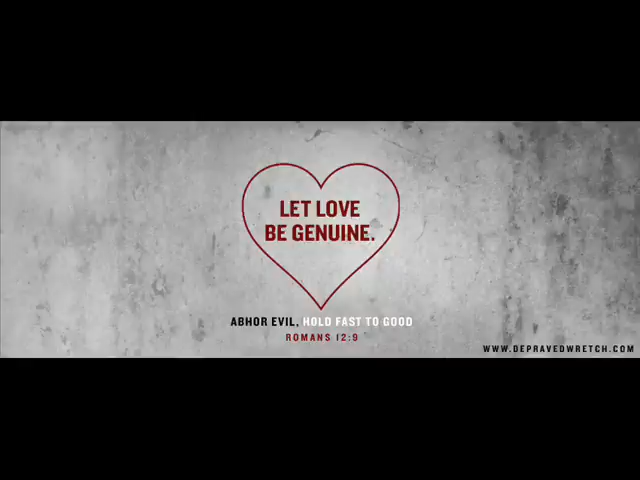 LET LOVE
BE GENUINE.
ABHOR EVIL, HOLD FAST TO GOOD
ROMANS 12:9
WWW.DEPRAVEDWRETCH.COM